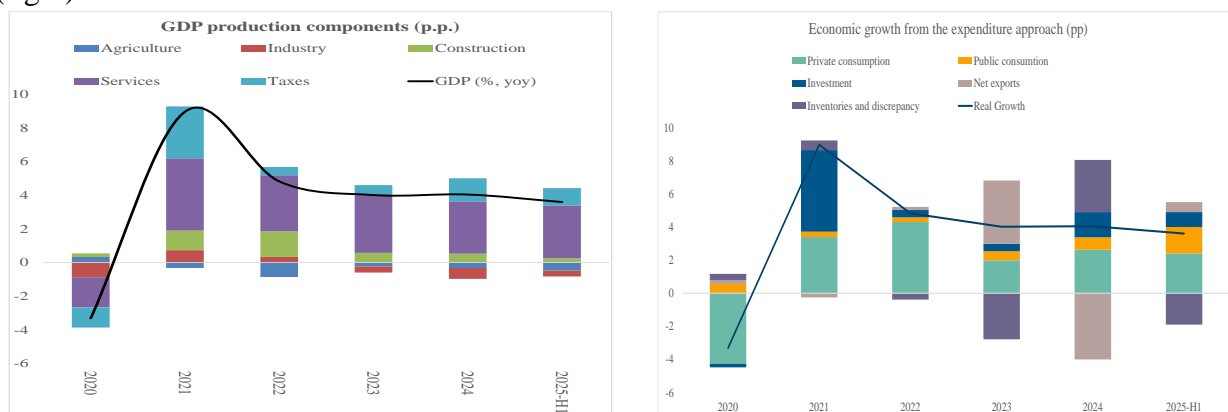 GDP production components (p.p.)
Agriculture Industry Construction
Services Taxes GDP (%, yoy)
10
8
6
4
2
0
-2
-4
-6
2020 2021 2022 2023 2024 2025-H1
Economic growth from the expenditure approach (pp)
Private consumption Public consumtion
Investment Net exports
Inventories and discrepancy Real Growth
10
8
6
4
2
0
-2
-4
-6
2020 2021 2022 2023 2024 2025-H1